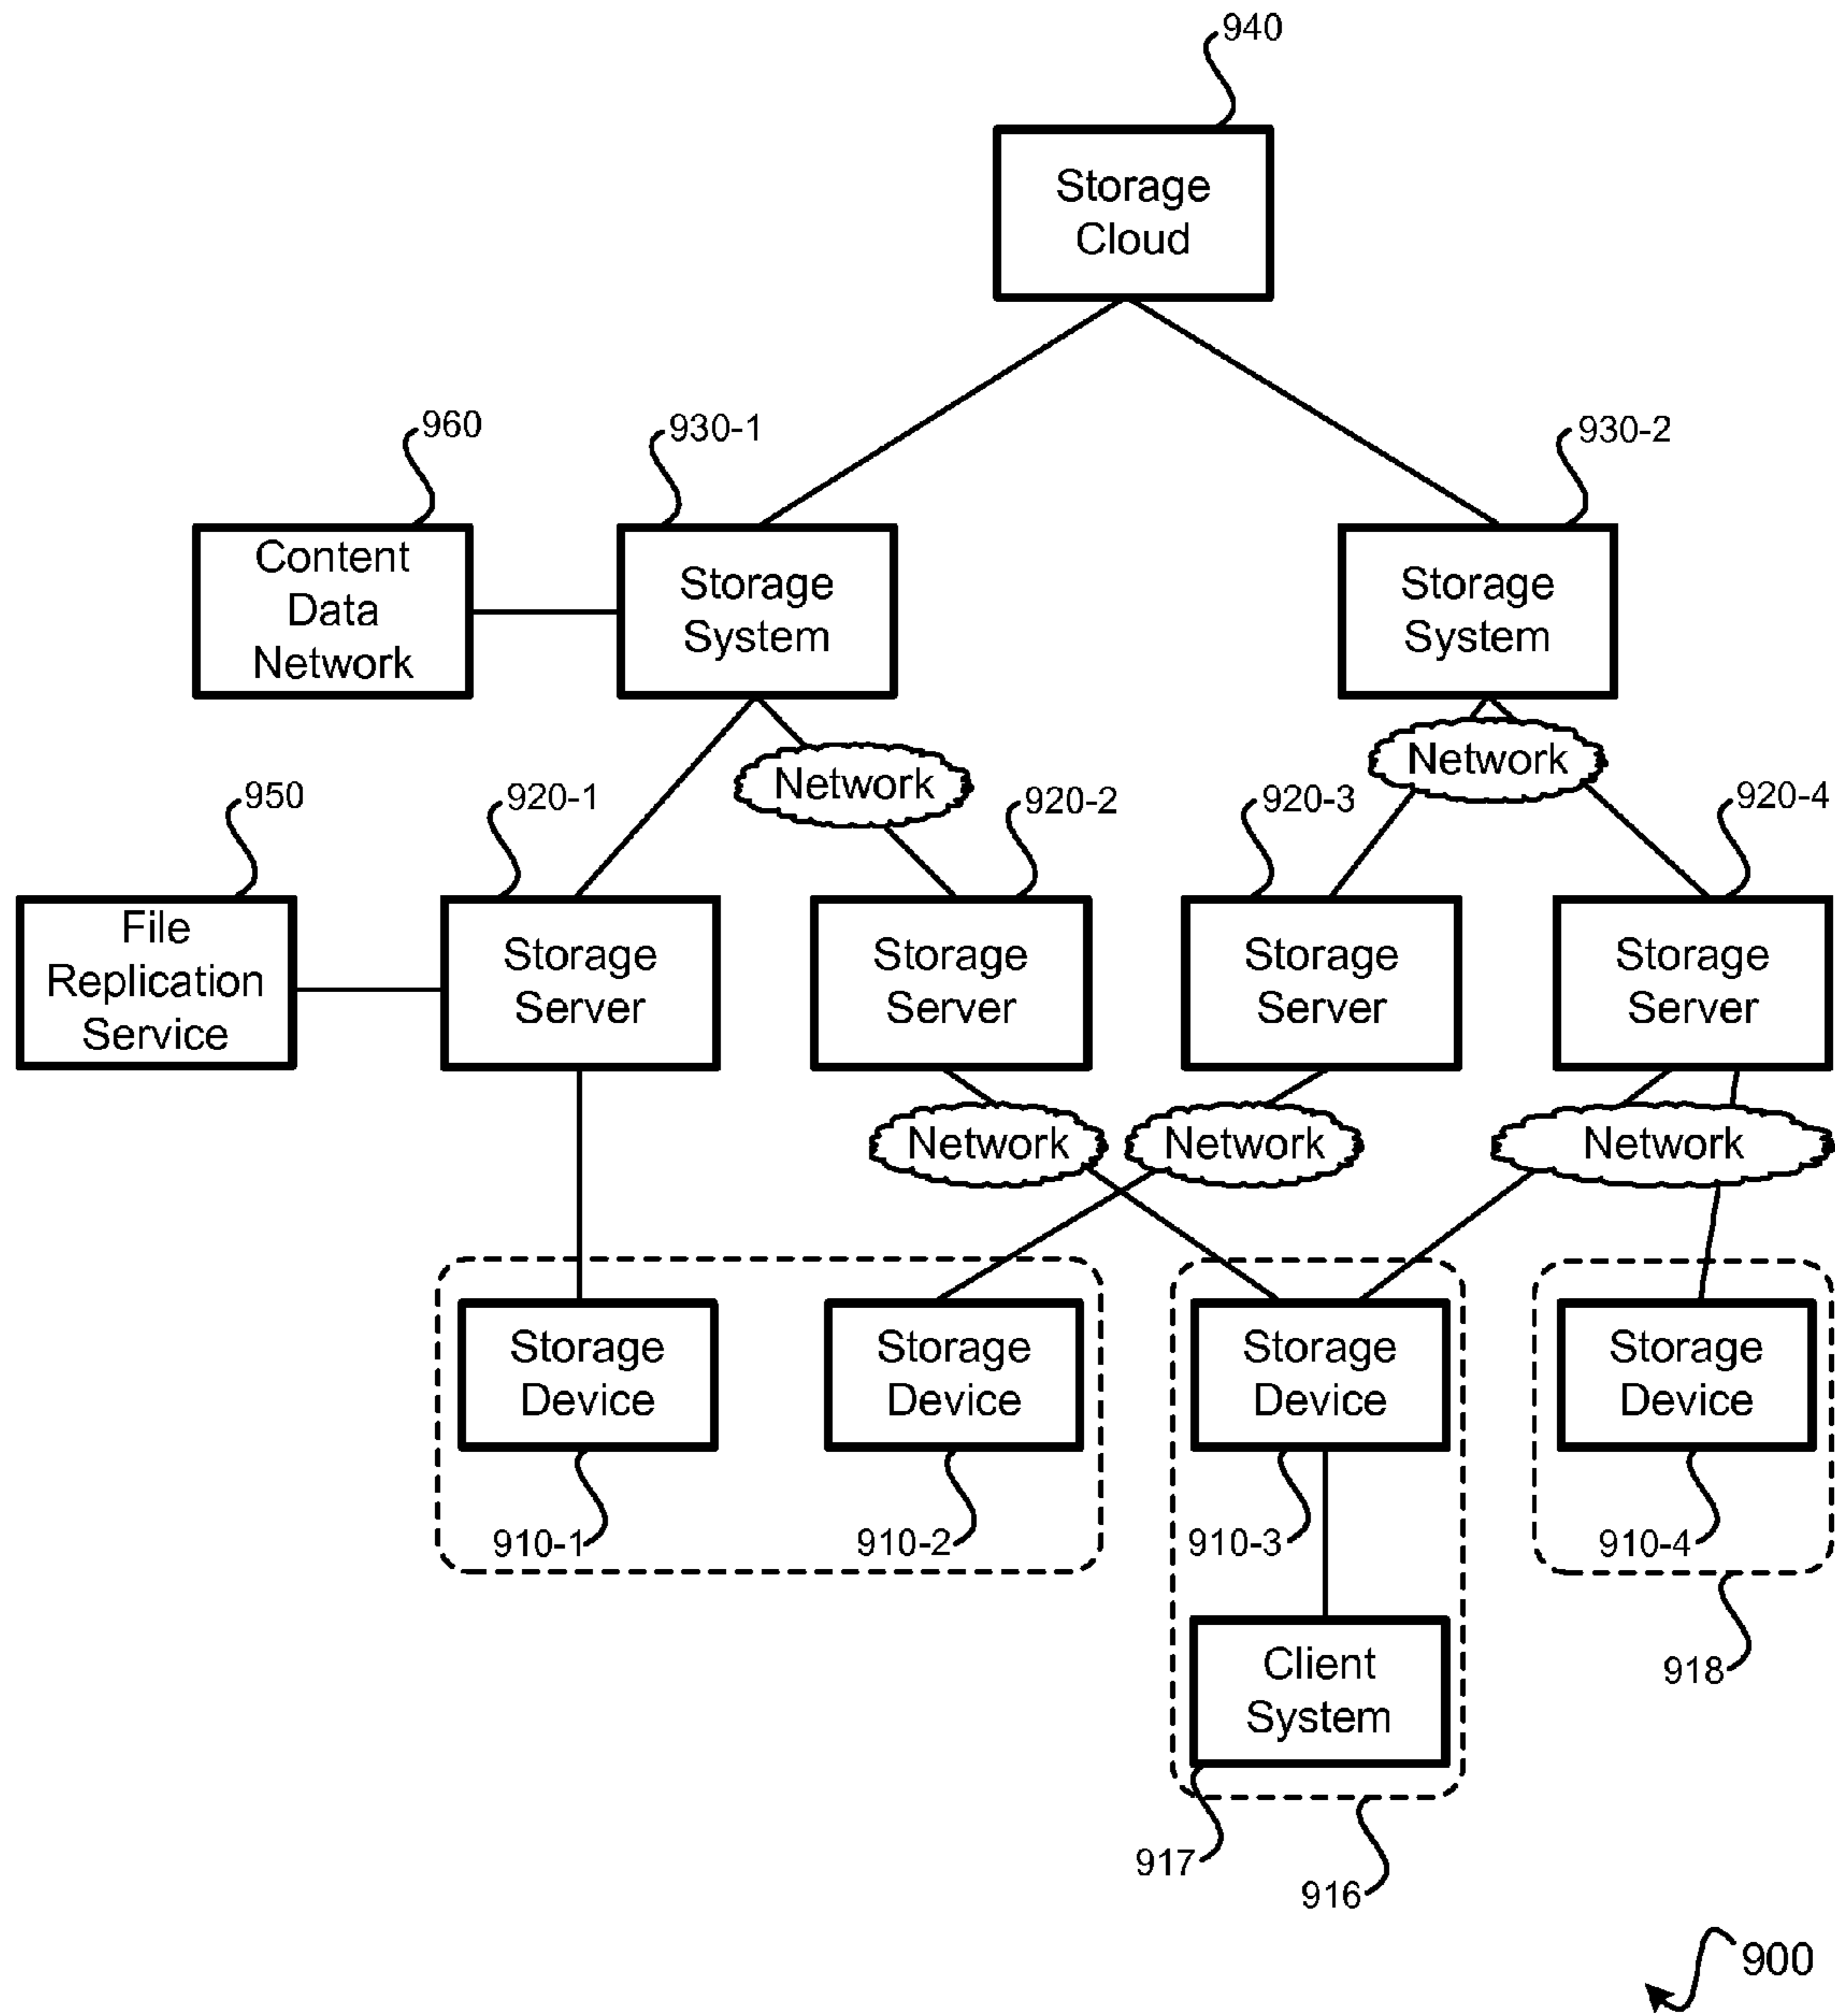 940
Storage
Cloud
960
930-1
930-2
Content
Data
Network
Storage
System
Storage
System
Network
Network
950
920-1
920-2
920-3
920-4
File
Replication
Service
Storage
Server
Storage
Server
Storage
Server
Storage
Server
Network
Network
Network
Storage
Device
Storage
Device
Storage
Device
Storage
Device
910-1
910-2
910-3
910-4
Client
System
918
917
916
900